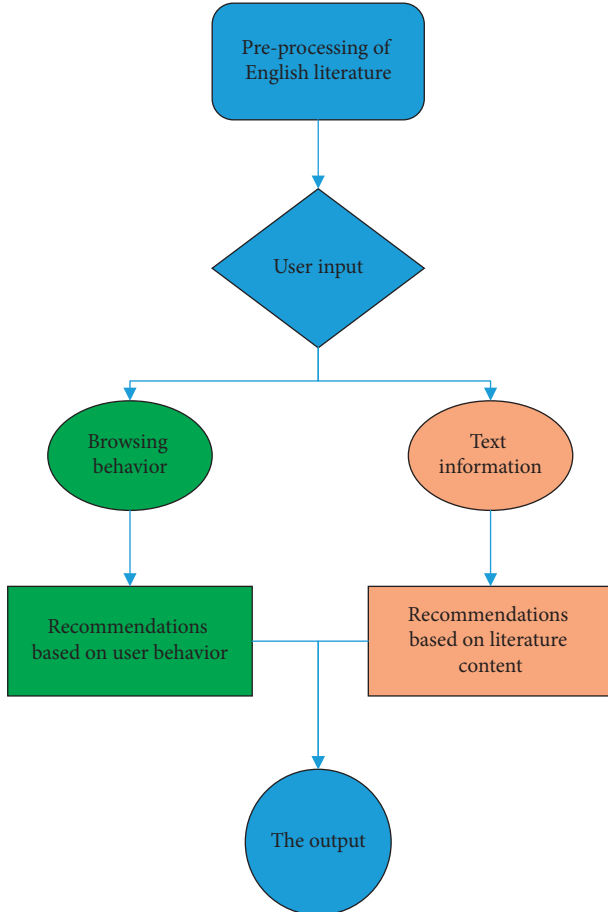 Pre-processing of
English literature
User input
Browsing
behavior
Text
information
Recommendations
based on user behavior
Recommendations
based on literature
content
The output